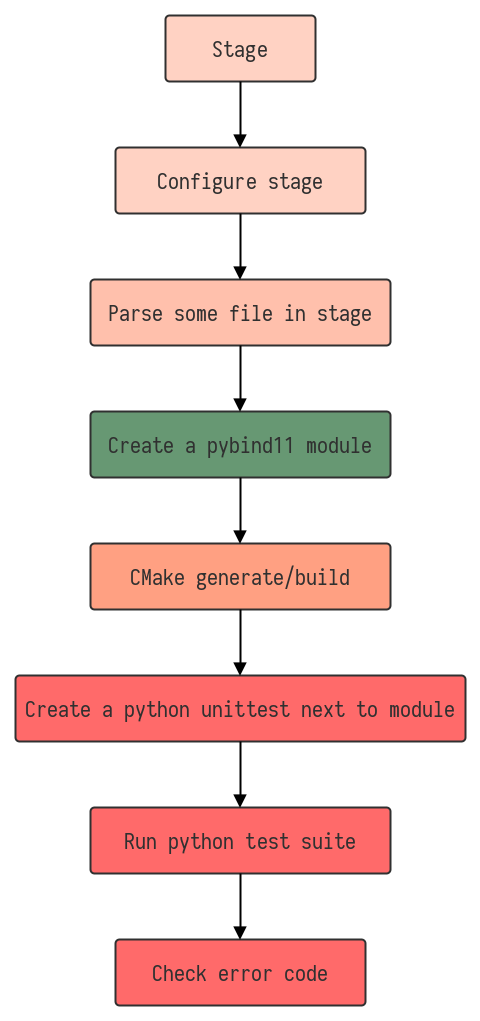 Stage
Configure stage
Parse some file in stage
Create a pybind11 module
CMake generate/build
Create a python unittest next to module
Run python test suite
Check error code